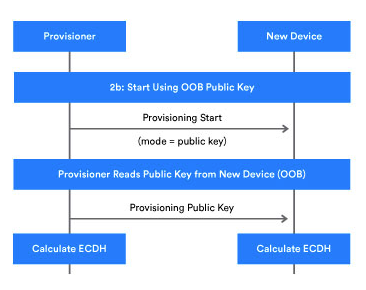 Provisioner
New Device
2b: Start Using OOB Public Key
Provisioning Start
(mode = public key)
Provisioner Reads Public Key from New Device (OOB)
Provisioning Public Key
Calculate ECDH
Calculate ECDH